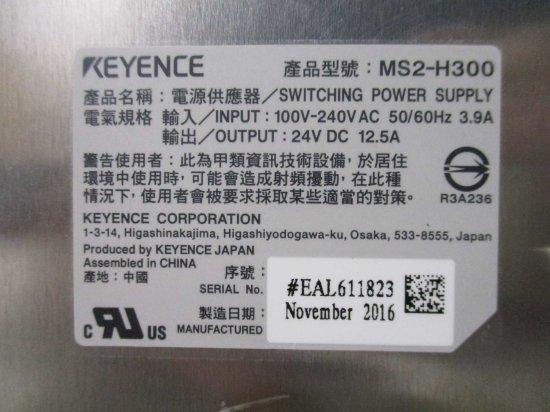 KEYENCE 產品型號：MS2-H300
產品名稱：電源供應器／SWITCHING POWER SUPPLY
電氣規格 輸入／INPUT : 100V-240V AC 50/60Hz 3.9A
輸出／OUTPUT : 24V DC 12.5A
警告使用者：此為甲類資訊技術設備，於居住
環境中使用時，可能會造成射頻擾動，在此種
情況下，使用者會被要求採取某些適當的對策。
R3A236
KEYENCE CORPORATION
1-3-14, Higashinakajima, Higashiyodogawa-ku, Osaka, 533-8555, Japan
Produced by KEYENCE JAPAN
Assembled in CHINA
產地：中國
序號：
SERIAL No.
#EAL611823
製造日期：
MANUFACTURED
November 2016
c RU US